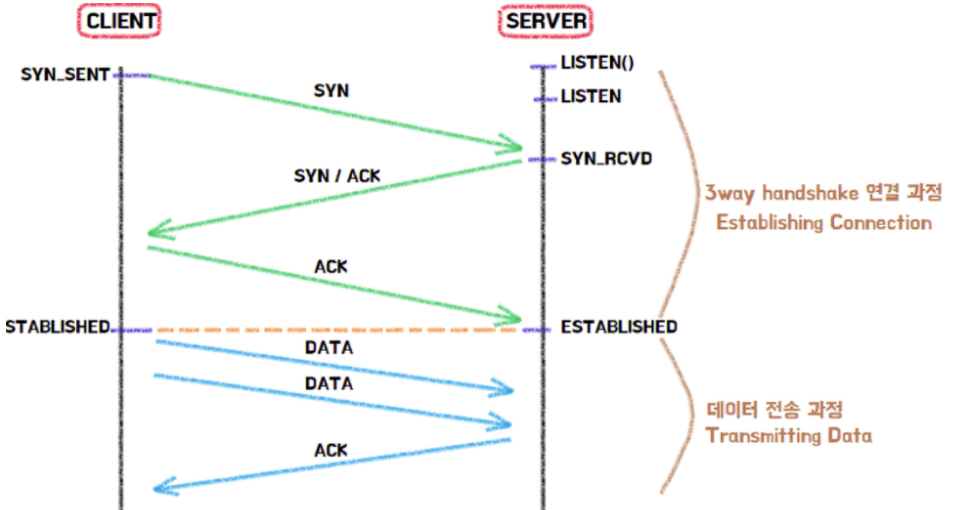 CLIENT
SERVER
SYN_SENT
LISTEN()
SYN
LISTEN
SYN_RCVD
SYN / ACK
3way handshake 연결 과정
Establishing Connection
ACK
STABLISHED
ESTABLISHED
DATA
DATA
데이터 전송 과정
Transmitting Data
ACK